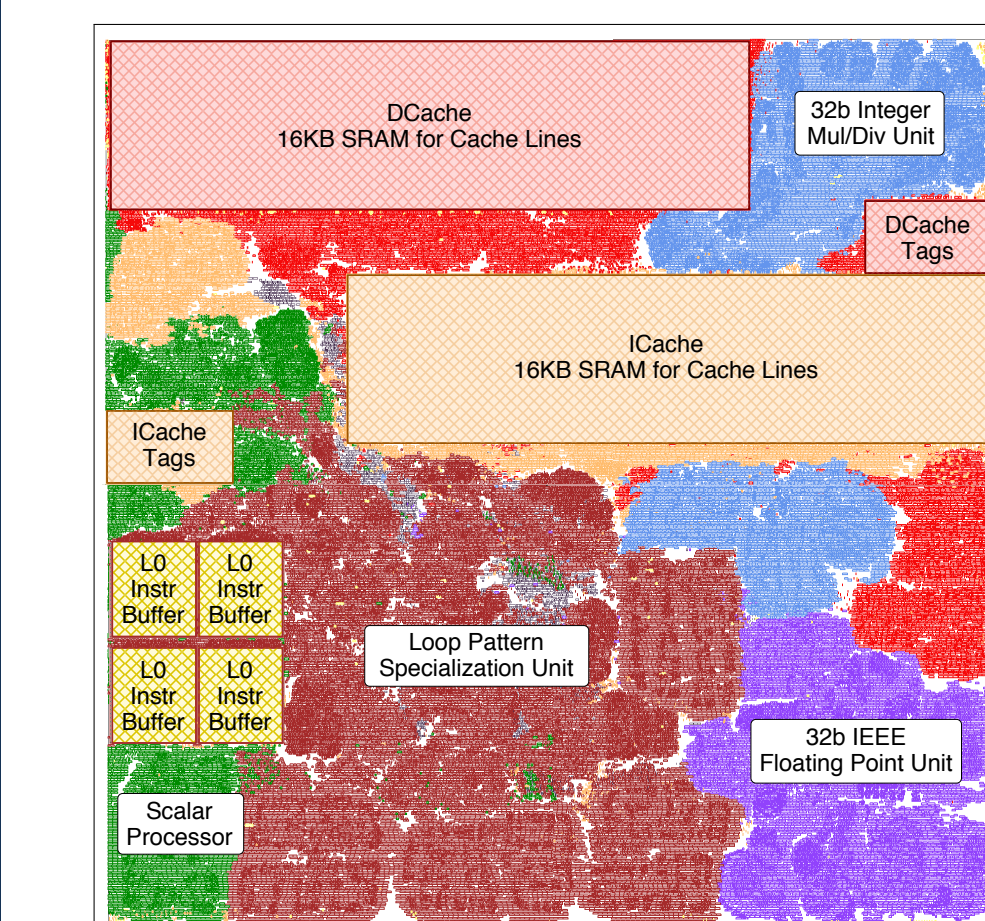 DCache
16KB SRAM for Cache Lines
32b Integer
Mul/Div Unit
DCache
Tags
ICache
16KB SRAM for Cache Lines
ICache
Tags
L0
Instr
Buffer
L0
Instr
Buffer
L0
Instr
Buffer
L0
Instr
Buffer
Loop Pattern
Specialization Unit
32b IEEE
Floating Point Unit
Scalar
Processor